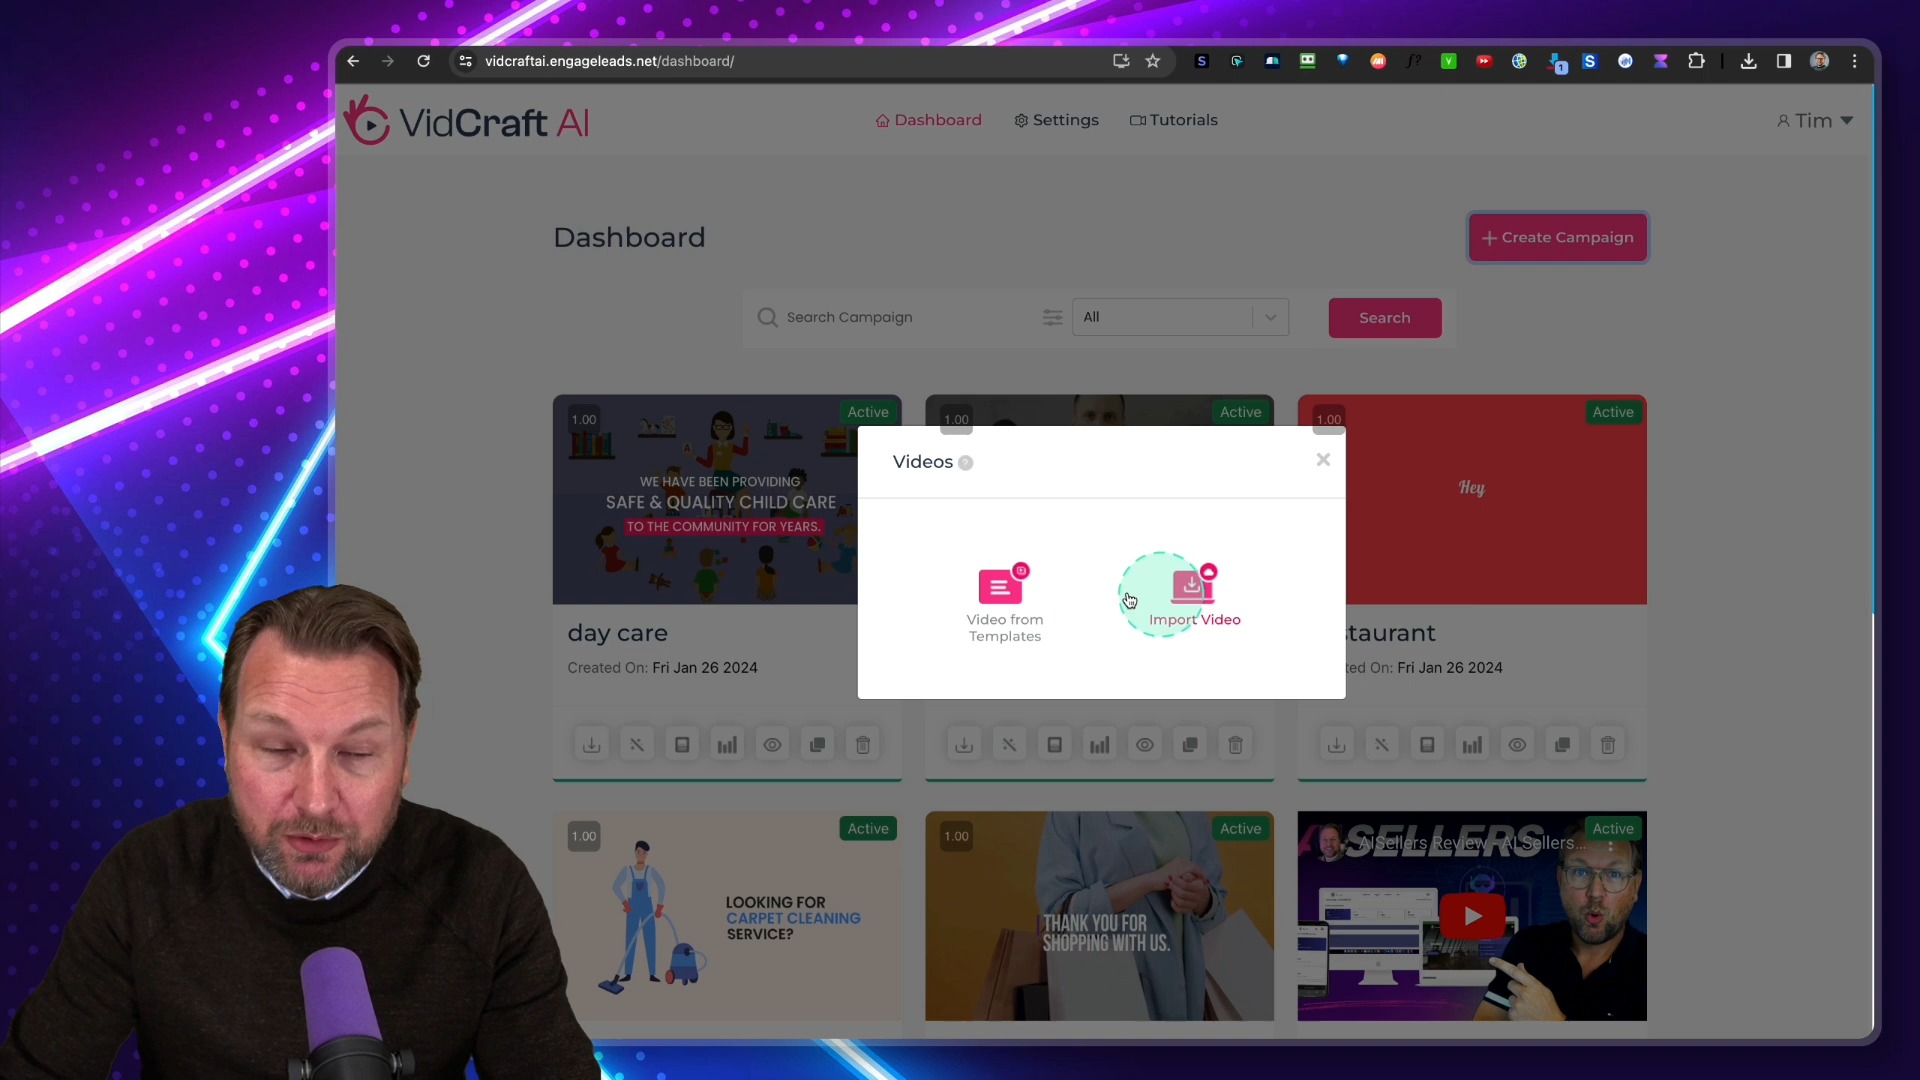 vidcraftai.engageleads.net/dashboard/
VidCraft AI
Dashboard
Settings
Tutorials
Tim
Dashboard
Create Campaign
Search Campaign
All
Search
1.00
Active
WE HAVE BEEN PROVIDING
SAFE & QUALITY CHILD CARE
TO THE COMMUNITY FOR YEARS.
1.00
Active
1.00
Active
Hey
Videos
Video from
Templates
Import Video
day care
Created On: Fri Jan 26 2024
staurant
ted On: Fri Jan 26 2024
1.00
Active
LOOKING FOR
CARPET CLEANING
SERVICE?
1.00
Active
THANK YOU FOR
SHOPPING WITH US.
Active
SELLERS
AISellers Review - AI Sellers...